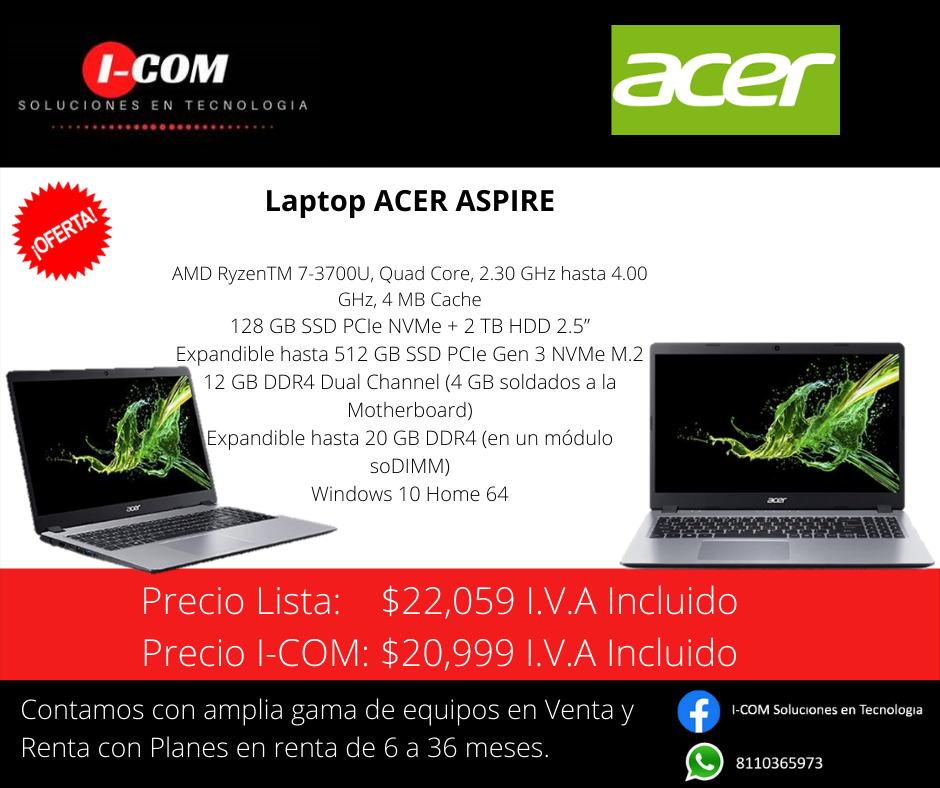 I-COM
SOLUCIONES EN TECNOLOGIA
acer
¡OFERTA!
Laptop ACER ASPIRE
AMD RyzenTM 7-3700U, Quad Core, 2.30 GHz hasta 4.00
GHz, 4 MB Cache
128 GB SSD PCIe NVMe + 2 TB HDD 2.5”
Expandible hasta 512 GB SSD PCIe Gen 3 NVMe M.2
12 GB DDR4 Dual Channel (4 GB soldados a la
Motherboard)
Expandible hasta 20 GB DDR4 (en un módulo
soDIMM)
Windows 10 Home 64
acer
acer
Precio Lista: $22,059 I.V.A Incluido
Precio I-COM: $20,999 I.V.A Incluido
Contamos con amplia gama de equipos en Venta y
Renta con Planes en renta de 6 a 36 meses.
I-COM Soluciones en Tecnologia
8110365973